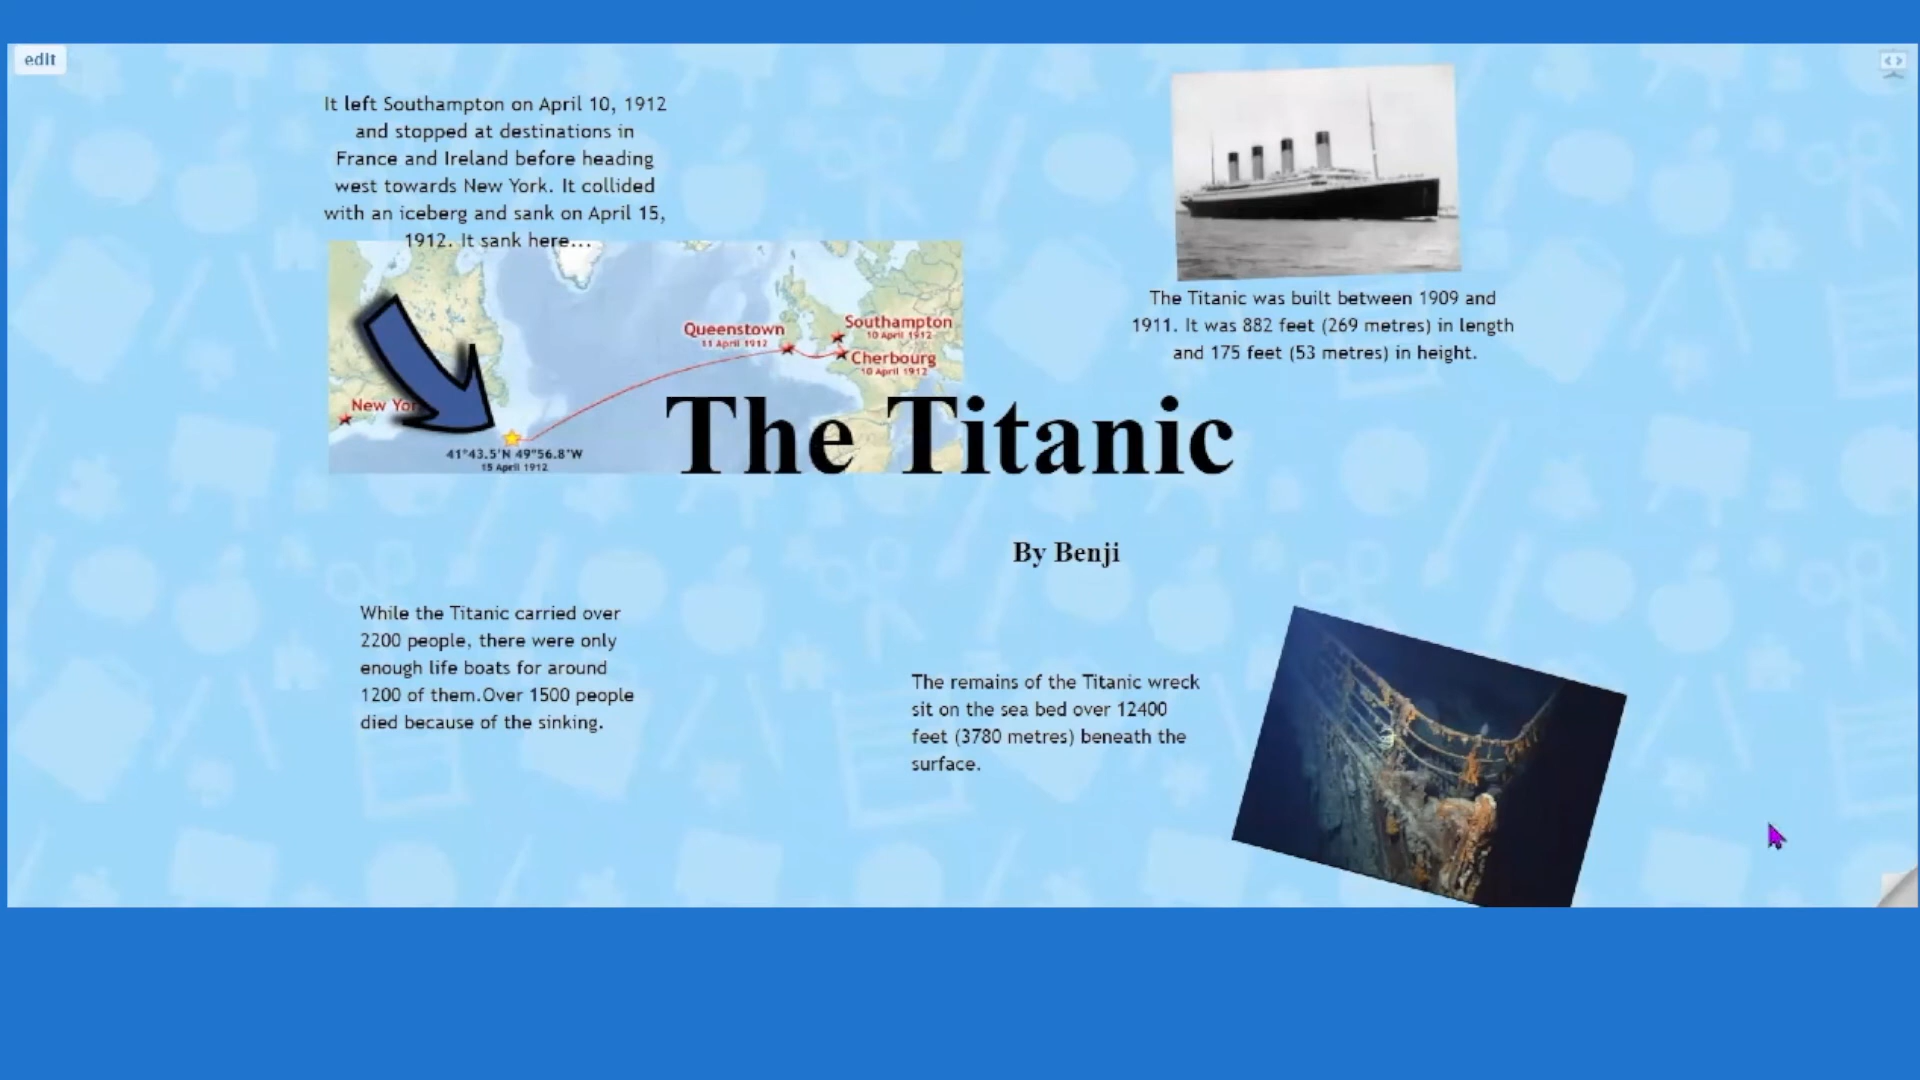 edit
It left Southampton on April 10, 1912
and stopped at destinations in
France and Ireland before heading
west towards New York. It collided
with an iceberg and sank on April 15,
1912. It sank here...
Queenstown
11 April 1912
Southampton
10 April 1912
Cherbourg
10 April 1912
New Yor
41°43.5'N 49°56.8'W
15 April 1912
The Titanic was built between 1909 and
1911. It was 882 feet (269 metres) in length
and 175 feet (53 metres) in height.
The Titanic
By Benji
While the Titanic carried over
2200 people, there were only
enough life boats for around
1200 of them.Over 1500 people
died because of the sinking.
The remains of the Titanic wreck
sit on the sea bed over 12400
feet (3780 metres) beneath the
surface.